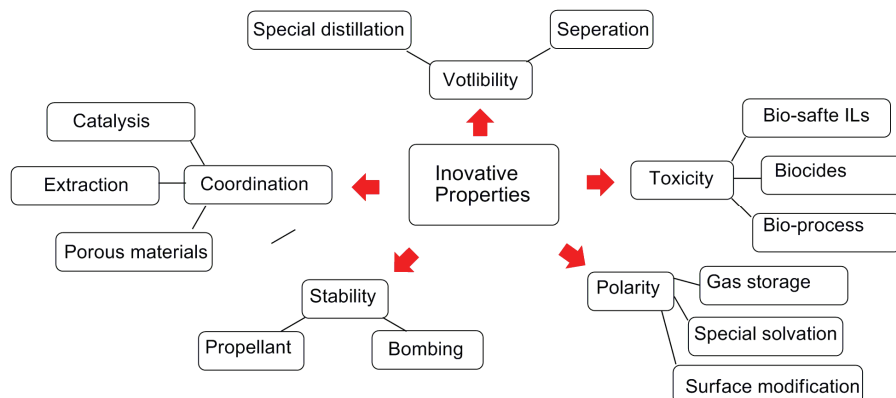 Special distillation
Seperation
Votlibility
Catalysis
Extraction
Coordination
Porous materials
Inovative
Properties
Bio-safte ILs
Toxicity
Biocides
Bio-process
Stability
Propellant
Bombing
Polarity
Gas storage
Special solvation
Surface modification